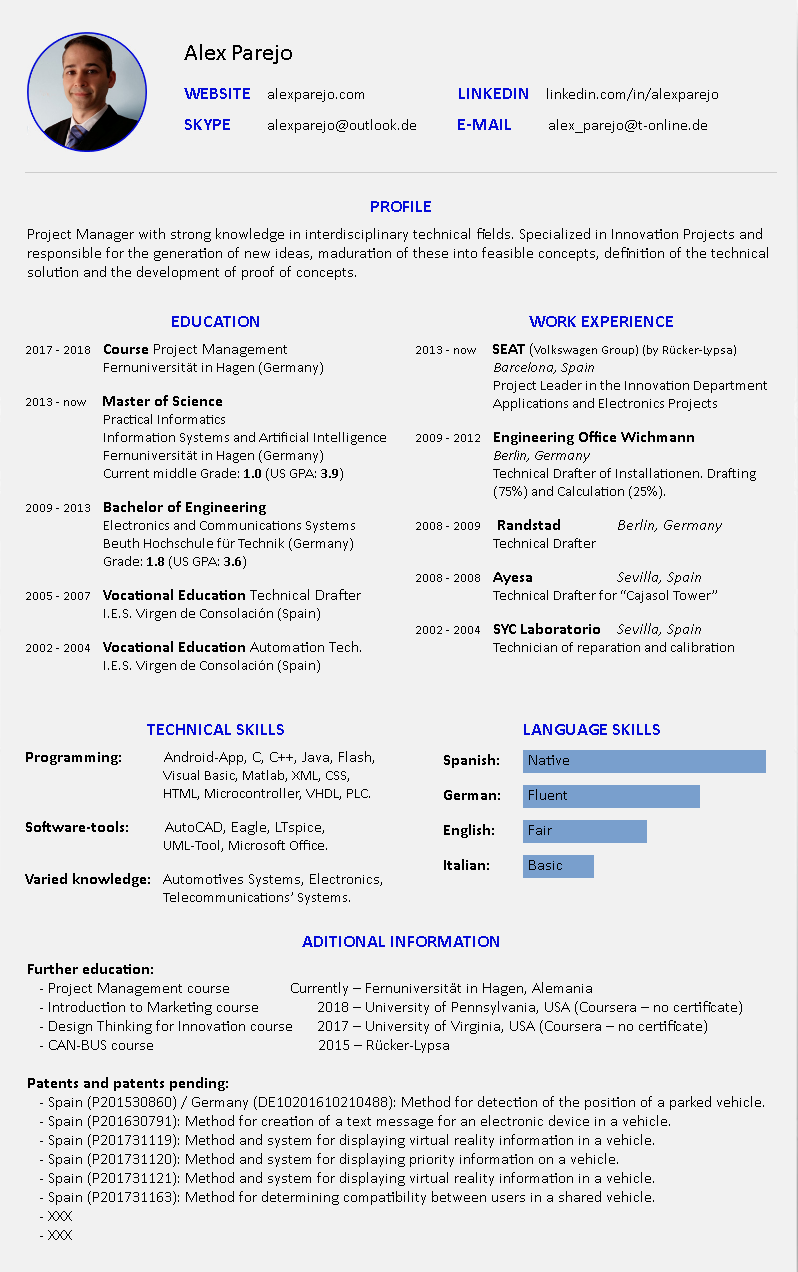 Alex Parejo
WEBSITE alexparejo.com LINKEDIN linkedin.com/in/alexparejo
SKYPE alexparejo@outlook.de E-MAIL alex_parejo@t-online.de
PROFILE
Project Manager with strong knowledge in interdisciplinary technical fields. Specialized in Innovation Projects and
responsible for the generation of new ideas, maduration of these into feasible concepts, definition of the technical
solution and the development of proof of concepts.
EDUCATION
2017 - 2018 Course Project Management
Fernuniversität in Hagen (Germany)
2013 - now Master of Science
Practical Informatics
Information Systems and Artificial Intelligence
Fernuniversität in Hagen (Germany)
Current middle Grade: 1.0 (US GPA: 3.9)
2009 - 2013 Bachelor of Engineering
Electronics and Communications Systems
Beuth Hochschule für Technik (Germany)
Grade: 1.8 (US GPA: 3.6)
2005 - 2007 Vocational Education Technical Drafter
I.E.S. Virgen de Consolación (Spain)
2002 - 2004 Vocational Education Automation Tech.
I.E.S. Virgen de Consolación (Spain)
WORK EXPERIENCE
2013 - now SEAT (Volkswagen Group) (by Rücker-Lypsa)
Barcelona, Spain
Project Leader in the Innovation Department
Applications and Electronics Projects
2009 - 2012 Engineering Office Wichmann
Berlin, Germany
Technical Drafter of Installationen. Drafting
(75%) and Calculation (25%).
2008 - 2009 Randstad Berlin, Germany
Technical Drafter
2008 - 2008 Ayesa Sevilla, Spain
Technical Drafter for “Cajasol Tower”
2002 - 2004 SYC Laboratorio Sevilla, Spain
Technician of reparation and calibration
TECHNICAL SKILLS
Programming: Android-App, C, C++, Java, Flash,
Visual Basic, Matlab, XML, CSS,
HTML, Microcontroller, VHDL, PLC.
Software-tools: AutoCAD, Eagle, LTspice,
UML-Tool, Microsoft Office.
Varied knowledge: Automotives Systems, Electronics,
Telecommunications’ Systems.
LANGUAGE SKILLS
Spanish: Native
German: Fluent
English: Fair
Italian: Basic
ADITIONAL INFORMATION
Further education:
- Project Management course Currently – Fernuniversität in Hagen, Alemania
- Introduction to Marketing course 2018 – University of Pennsylvania, USA (Coursera – no certificate)
- Design Thinking for Innovation course 2017 – University of Virginia, USA (Coursera – no certificate)
- CAN-BUS course 2015 – Rücker-Lypsa
Patents and patents pending:
- Spain (P201530860) / Germany (DE10201610210488): Method for detection of the position of a parked vehicle.
- Spain (P201630791): Method for creation of a text message for an electronic device in a vehicle.
- Spain (P201731119): Method and system for displaying virtual reality information in a vehicle.
- Spain (P201731120): Method and system for displaying priority information on a vehicle.
- Spain (P201731121): Method and system for displaying virtual reality information in a vehicle.
- Spain (P201731163): Method for determining compatibility between users in a shared vehicle.
- XXX
- XXX